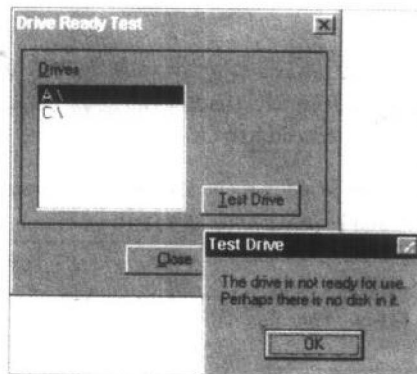 Drive Ready Test
Drives
A:\
C:\
Test Drive
Close
Test Drive
The drive is not ready for use.
Perhaps there is no disk in it.
OK